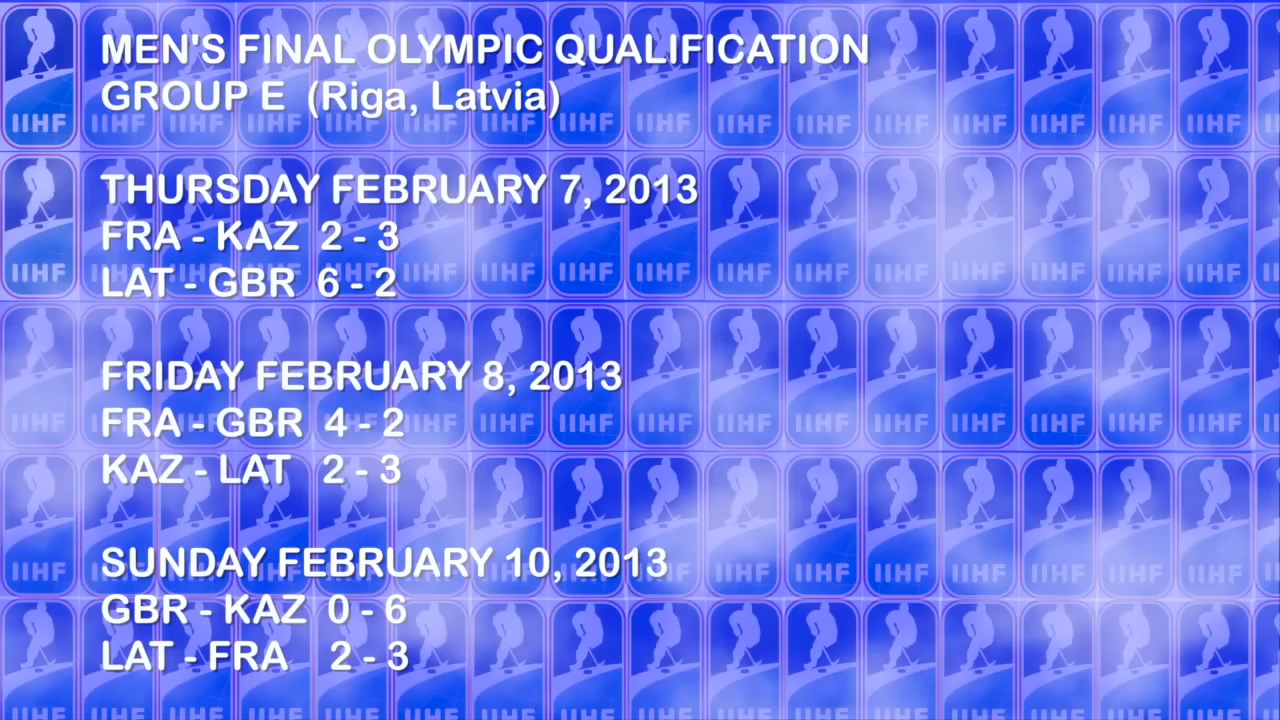 MEN'S FINAL OLYMPIC QUALIFICATION
GROUP E (Riga, Latvia)
THURSDAY FEBRUARY 7, 2013
FRA - KAZ 2 - 3
LAT - GBR 6 - 2
FRIDAY FEBRUARY 8, 2013
FRA - GBR 4 - 2
KAZ - LAT 2 - 3
SUNDAY FEBRUARY 10, 2013
GBR - KAZ 0 - 6
LAT - FRA 2 - 3
IIHF